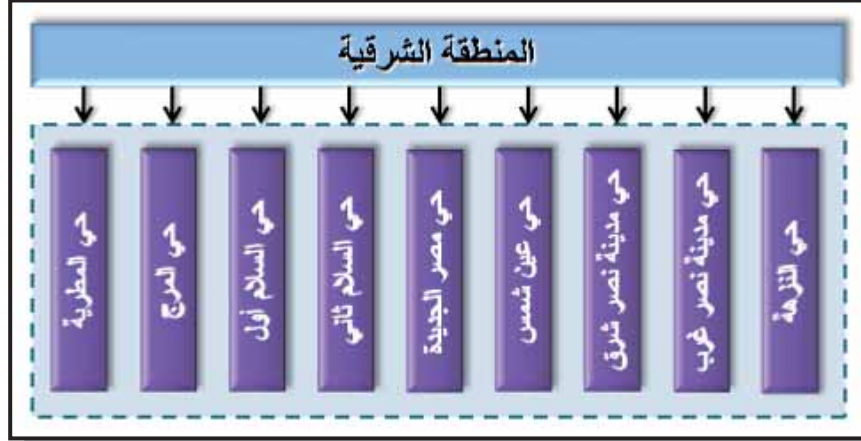 المنطقة الشرقية
حي النزهة
حي مدينة نصر غرب
حي مدينة نصر شرق
حي عين شمس
حي مصر الجديدة
حي السلام ثاني
حي السلام أول
حي المرج
حي المطرية